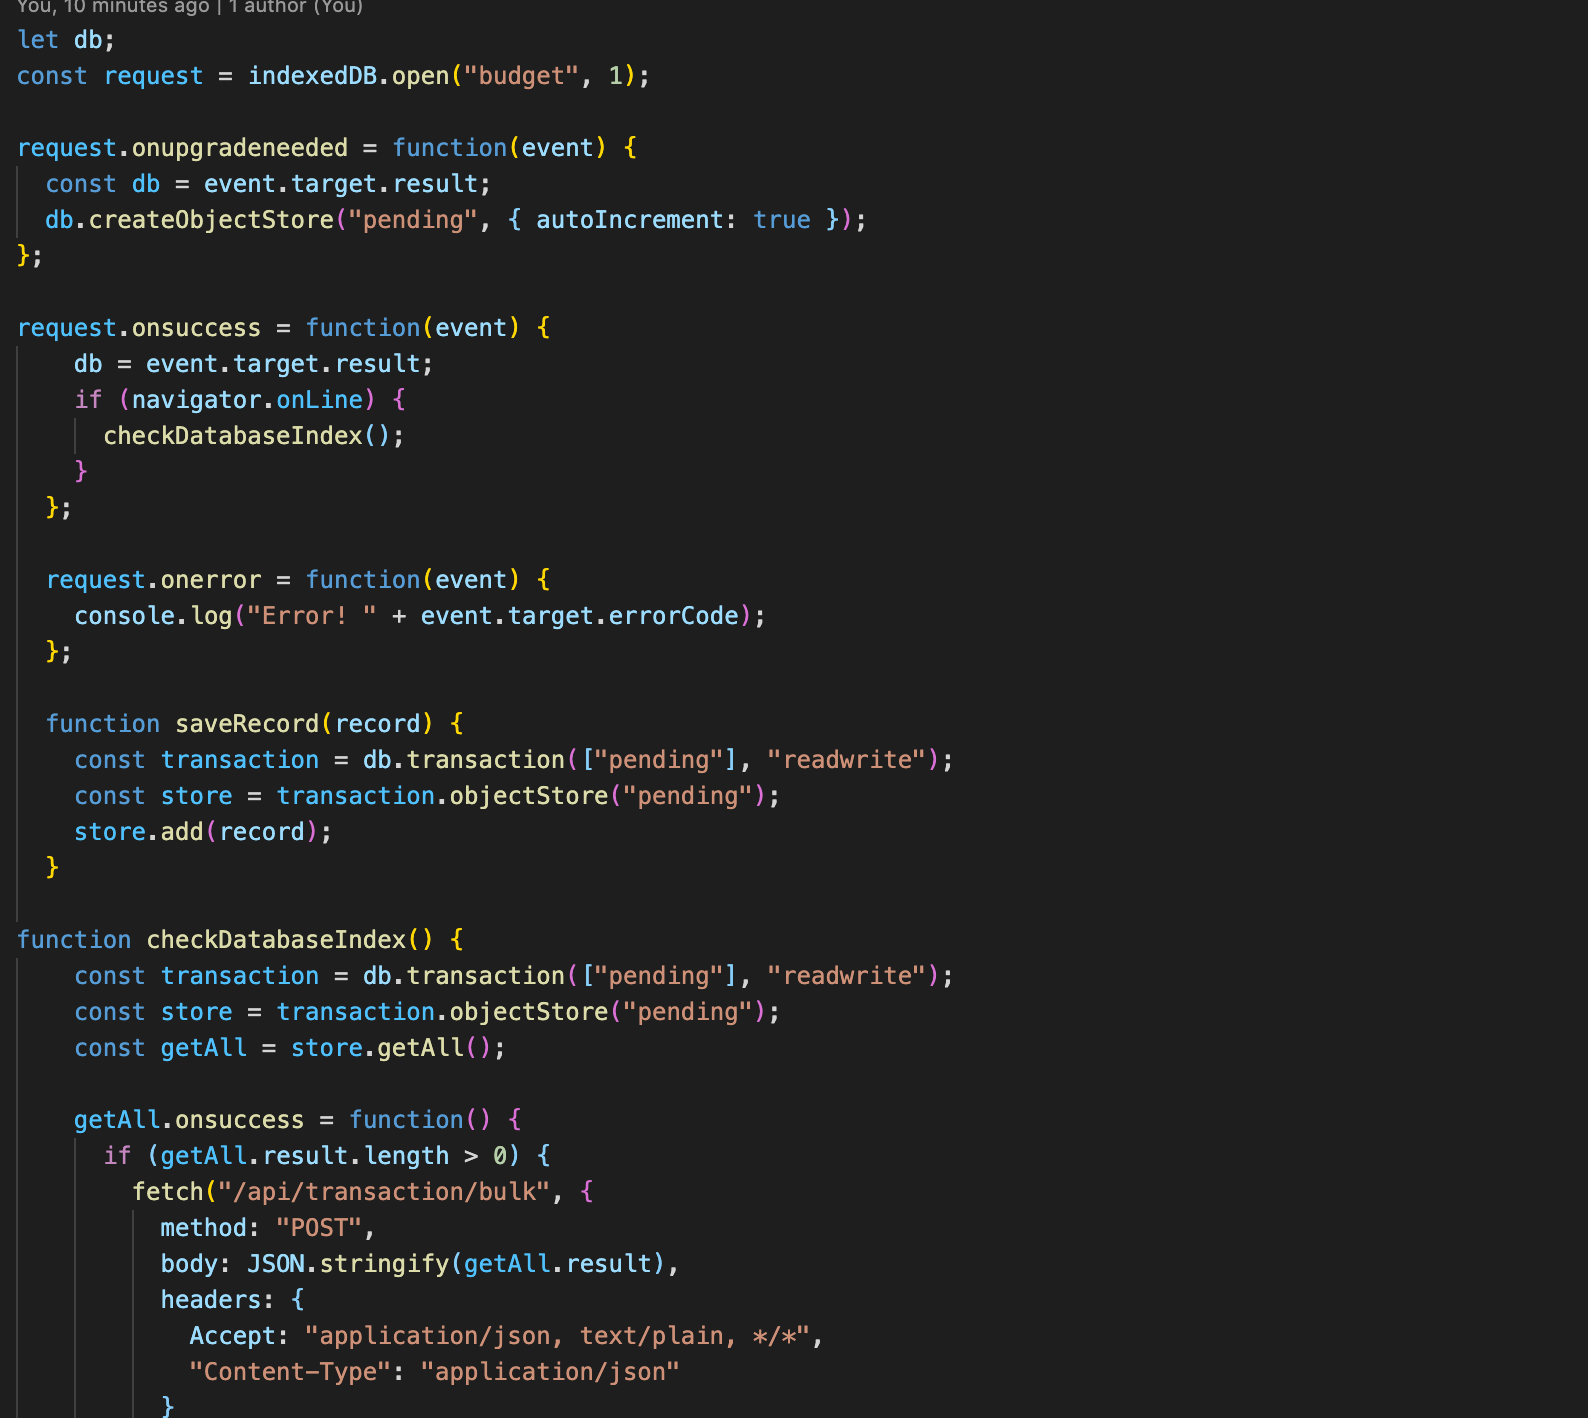 You, 10 minutes ago | 1 author (You)
let db;
const request = indexedDB.open("budget", 1);
request.onupgradeneeded = function(event) {
  const db = event.target.result;
  db.createObjectStore("pending", { autoIncrement: true });
};
request.onsuccess = function(event) {
    db = event.target.result;
    if (navigator.onLine) {
      checkDatabaseIndex();
    }
  };
  request.onerror = function(event) {
    console.log("Error! " + event.target.errorCode);
  };
  function saveRecord(record) {
    const transaction = db.transaction(["pending"], "readwrite");
    const store = transaction.objectStore("pending");
    store.add(record);
  }
function checkDatabaseIndex() {
    const transaction = db.transaction(["pending"], "readwrite");
    const store = transaction.objectStore("pending");
    const getAll = store.getAll();
    getAll.onsuccess = function() {
      if (getAll.result.length > 0) {
        fetch("/api/transaction/bulk", {
          method: "POST",
          body: JSON.stringify(getAll.result),
          headers: {
            Accept: "application/json, text/plain, */*",
            "Content-Type": "application/json"
          }